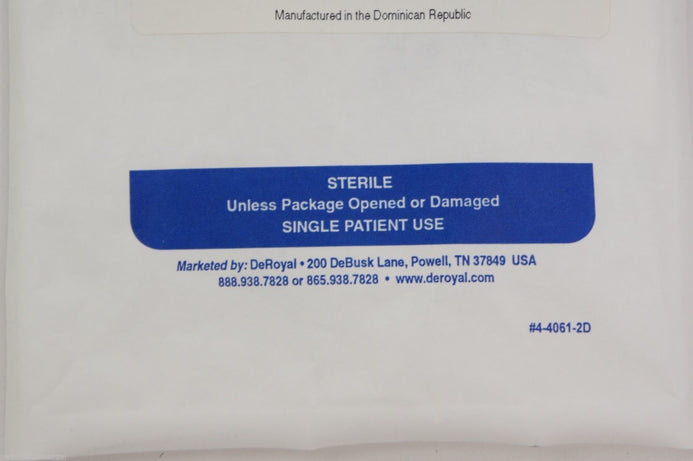 Manufactured in the Dominican Republic
STERILE
Unless Package Opened or Damaged
SINGLE PATIENT USE
Marketed by: DeRoyal • 200 DeBusk Lane, Powell, TN 37849 USA
888.938.7828 or 865.938.7828 • www.deroyal.com
#4-4061-2D